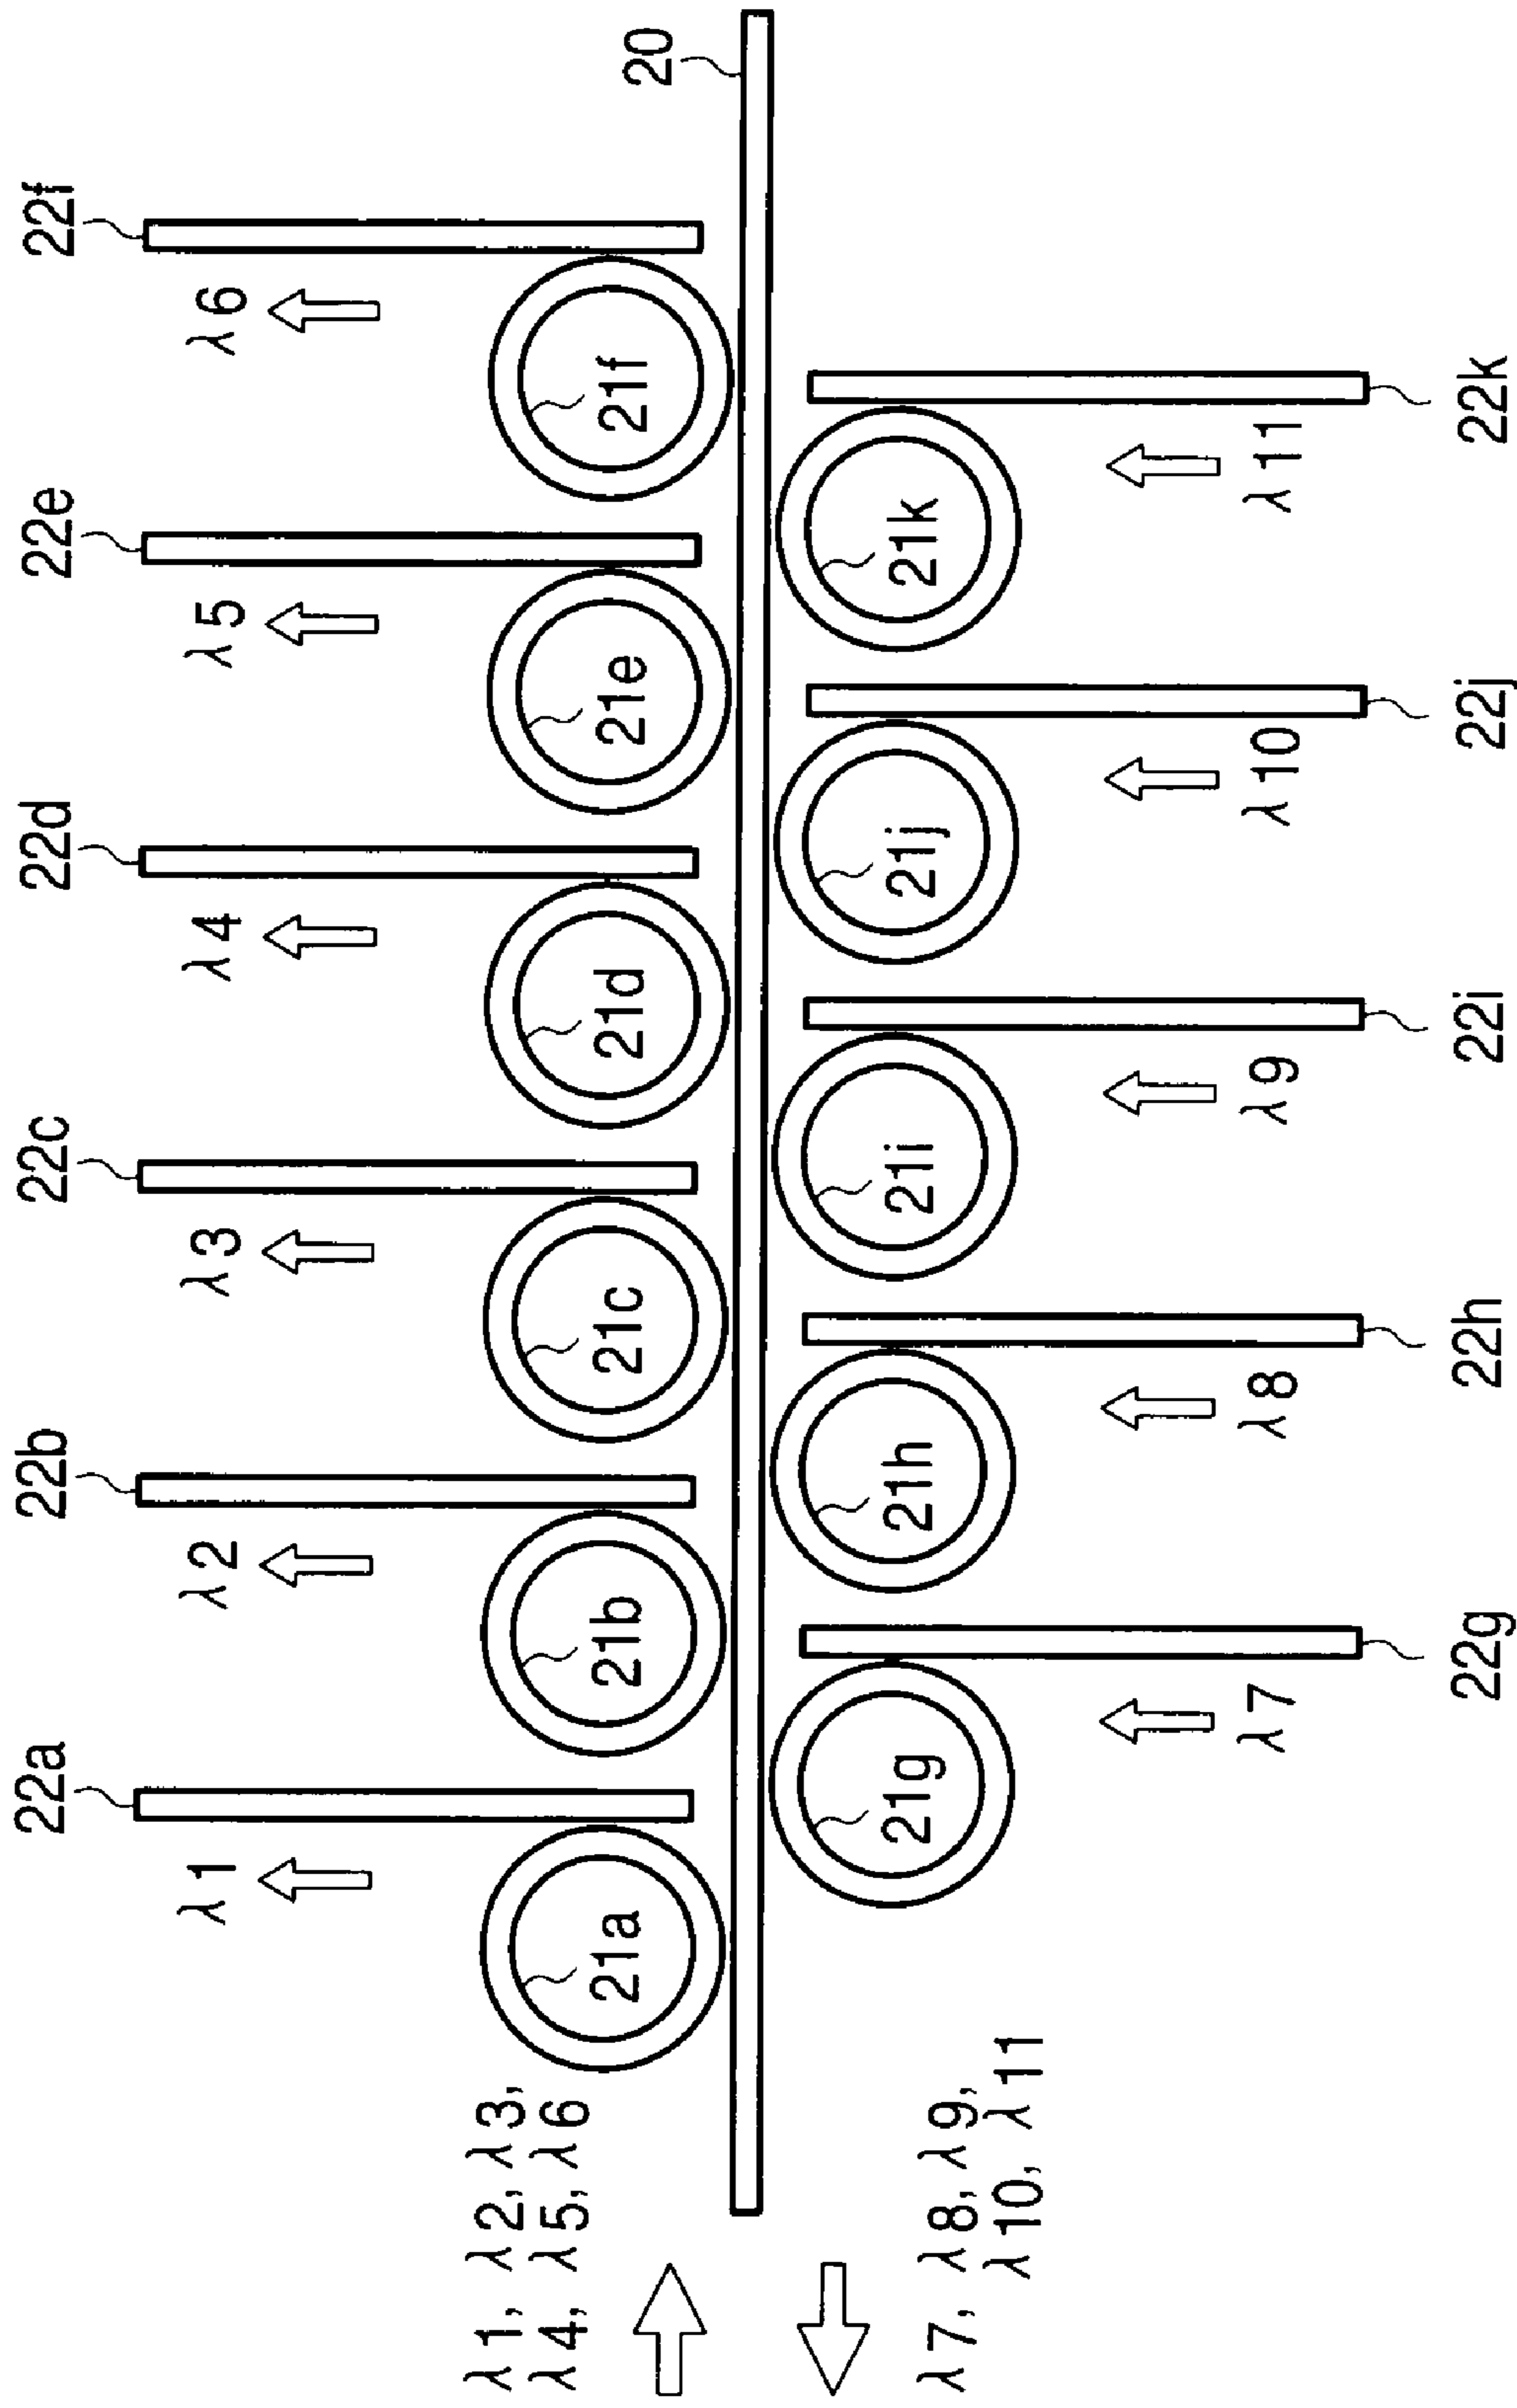 22a
22b
22c
22d
22e
22f
λ1
λ2
λ3
λ4
λ5
λ6
λ1, λ2, λ3,
λ4, λ5, λ6
21a
21b
21c
21d
21e
21f
20
21g
21h
21i
21j
21k
λ7, λ8, λ9,
λ10, λ11
λ7
λ8
λ9
λ10
λ11
22g
22h
22i
22j
22k